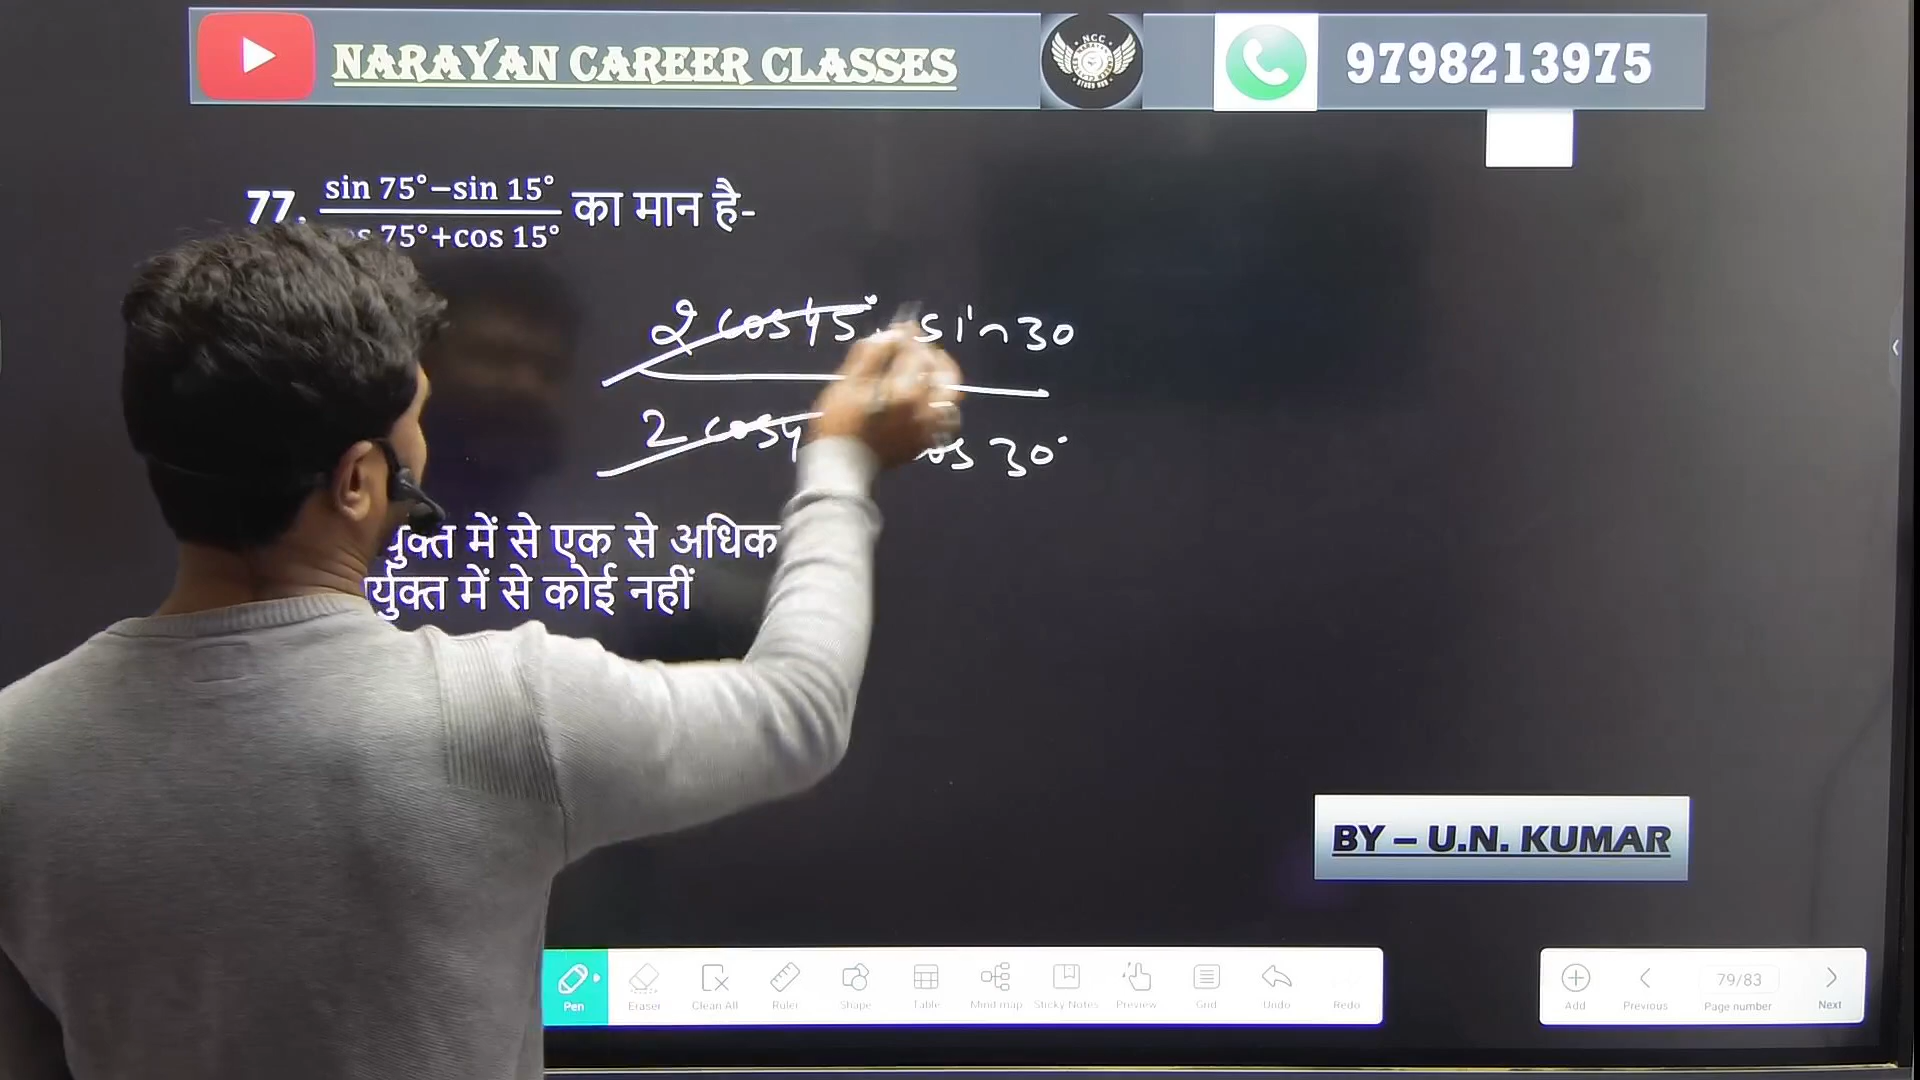 NARAYAN CAREER CLASSES
NCC
9798213975
77. sin 75°−sin 15°
75°+cos 15°
का मान है-
2 cos 45° . sin 30
2 cos 30°
में से एक से अधिक
में से कोई नहीं
BY – U.N. KUMAR
Pen Eraser Clean All Ruler Shape Table Mind map Sticky Notes Preview Grid Undo Redo
79/83
Add Previous Page number Next